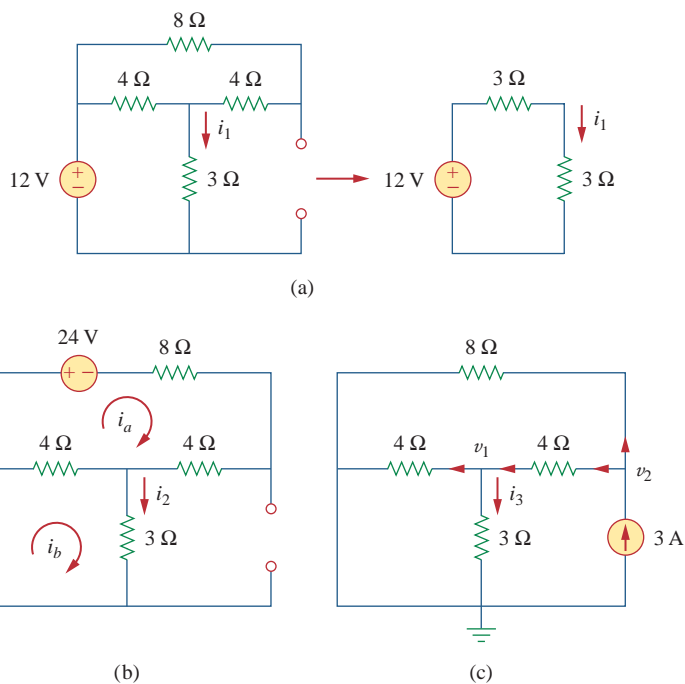 8 Ω
4 Ω 4 Ω 3 Ω
i1 i1
12 V + − 3 Ω 12 V + − 3 Ω
(a)
24 V
+ − 8 Ω 8 Ω
ia
4 Ω 4 Ω 4 Ω v1 4 Ω
v2
i2 i3
ib 3 Ω 3 Ω 3 A
(b) (c)